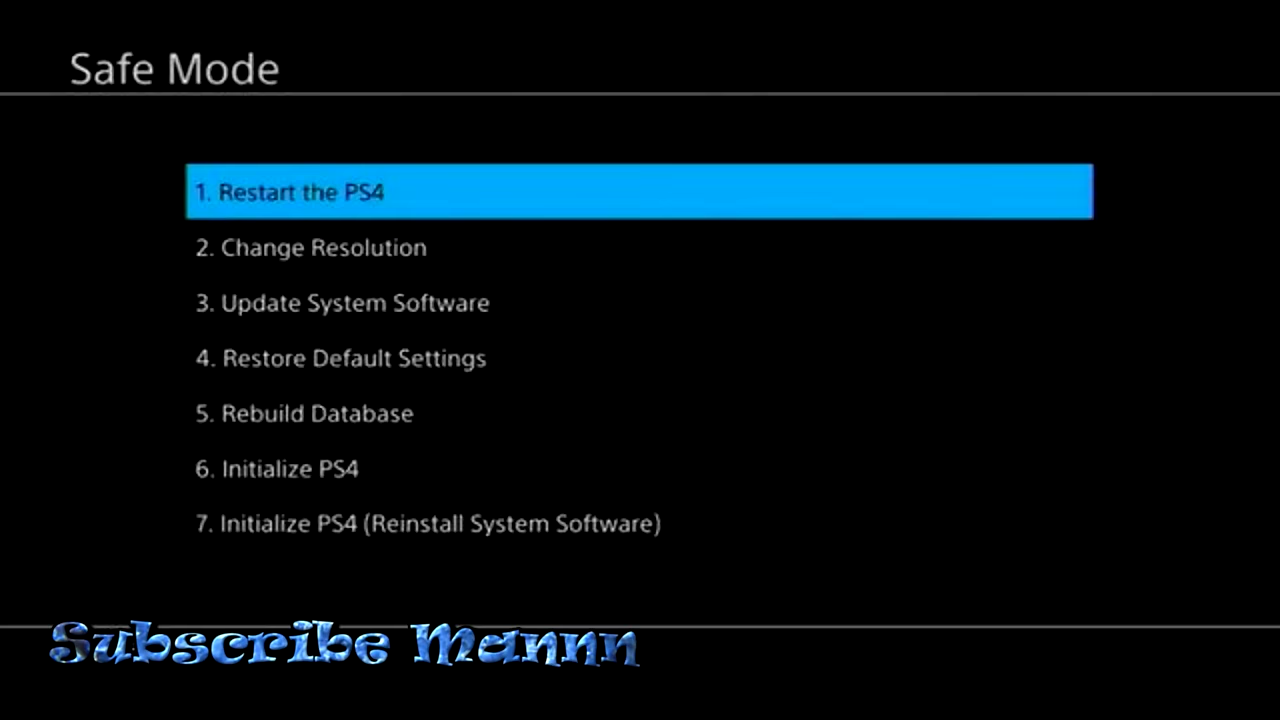 Safe Mode
1. Restart the PS4
2. Change Resolution
3. Update System Software
4. Restore Default Settings
5. Rebuild Database
6. Initialize PS4
7. Initialize PS4 (Reinstall System Software)
Subscribe Mannn